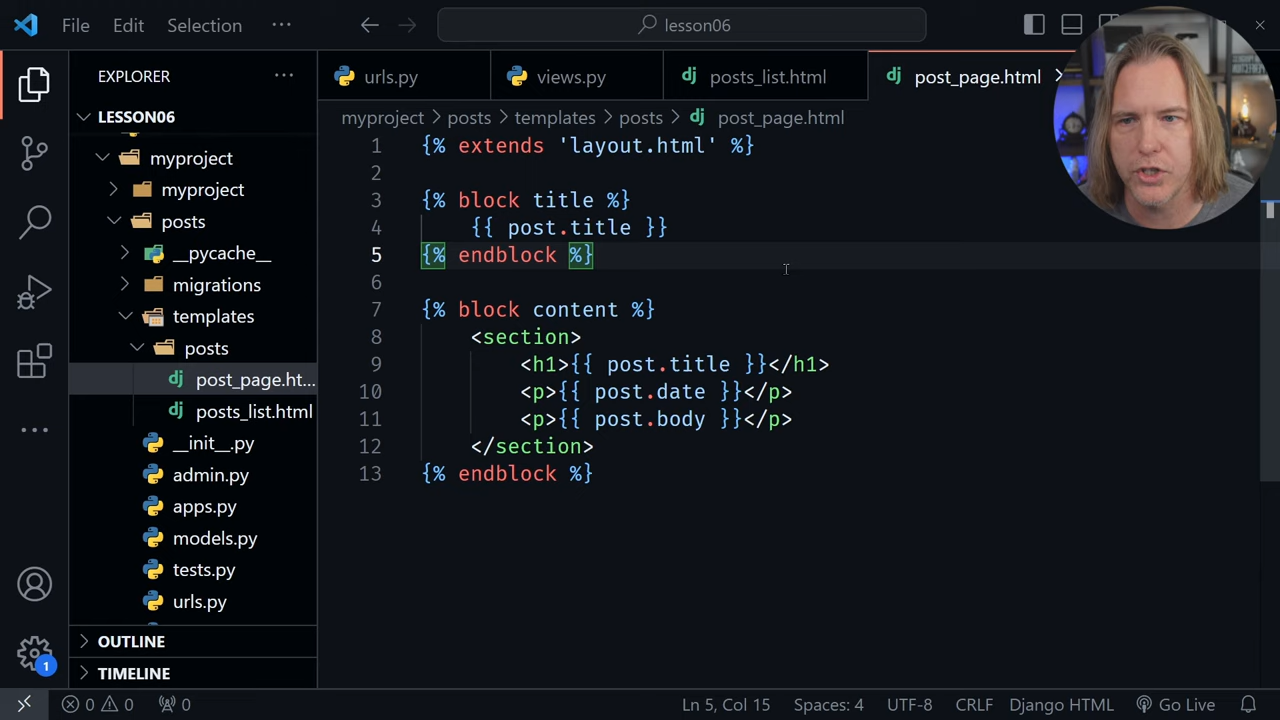 File Edit Selection ···
lesson06
EXPLORER ···
LESSON06
myproject
myproject
posts
__pycache__
migrations
templates
posts
post_page.ht...
posts_list.html
__init__.py
admin.py
apps.py
models.py
tests.py
urls.py
OUTLINE
TIMELINE
urls.py views.py posts_list.html post_page.html
myproject > posts > templates > posts > post_page.html
1 {% extends 'layout.html' %}
2
3 {% block title %}
4 {{ post.title }}
5 {% endblock %}
6
7 {% block content %}
8 <section>
9 <h1>{{ post.title }}</h1>
10 <p>{{ post.date }}</p>
11 <p>{{ post.body }}</p>
12 </section>
13 {% endblock %}
1
0 0 0 Ln 5, Col 15 Spaces: 4 UTF-8 CRLF Django HTML Go Live